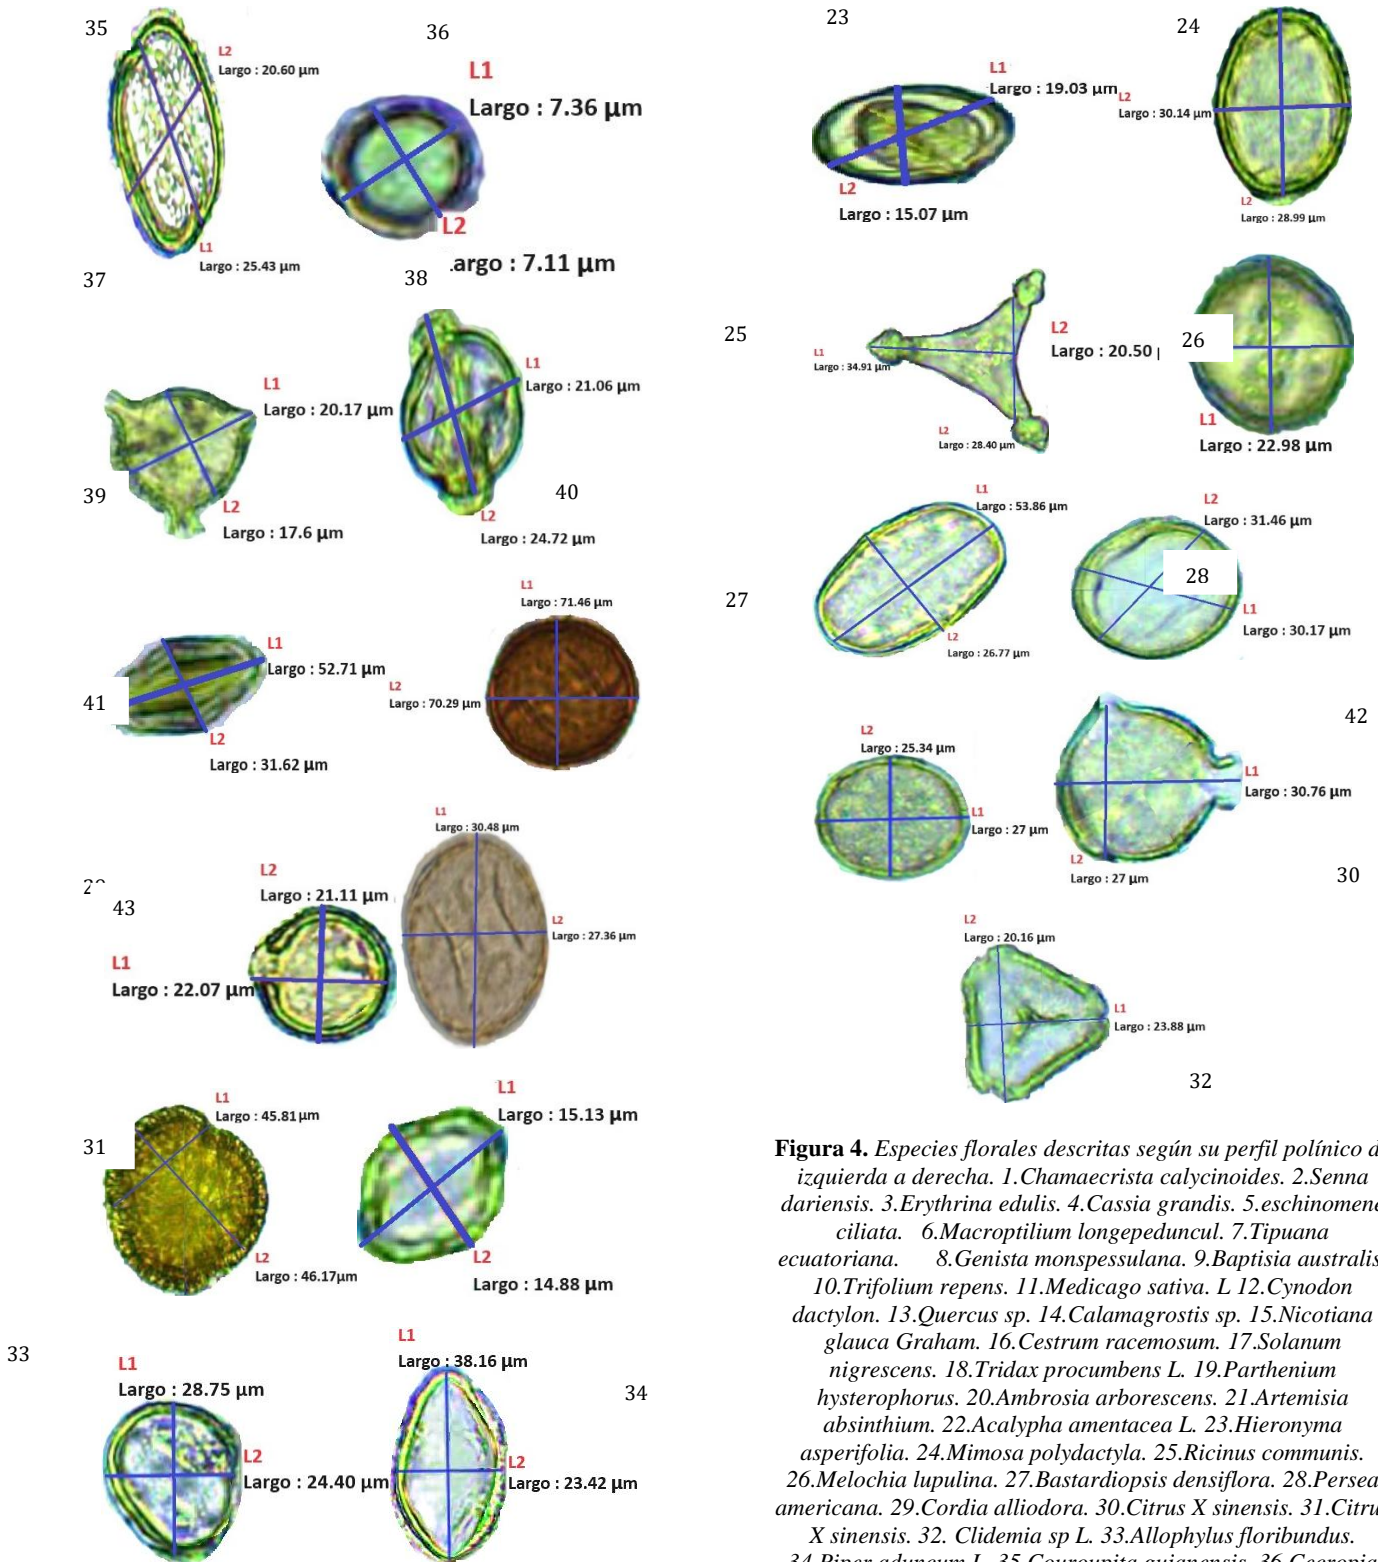 35
L2
Largo : 20.60 µm
L1
Largo : 25.43 µm
36
L1
Largo : 7.36 µm
L2
argo : 7.11 µm
37
L1
Largo : 20.17 µm
L2
Largo : 17.6 µm
38
L1
Largo : 21.06 µm
L2
Largo : 24.72 µm
39
L1
Largo : 52.71 µm
L2
Largo : 31.62 µm
40
L1
Largo : 71.46 µm
L2
Largo : 70.29 µm
41
L2
Largo : 21.11 µm
L1
Largo : 22.07 µm
L1
Largo : 30.48 µm
L2
Largo : 27.36 µm
43
L1
Largo : 45.81µm
L2
Largo : 46.17µm
31
L1
Largo : 15.13 µm
L2
Largo : 14.88 µm
33
L1
Largo : 28.75 µm
L2
Largo : 24.40 µm
34
L1
Largo : 38.16 µm
L2
Largo : 23.42 µm
23
L1
Largo : 19.03 µm
L2
Largo : 15.07 µm
24
L2
Largo : 30.14 µm
L2
Largo : 28.99 µm
25
L1
Largo : 34.91 µm
L2
Largo : 20.50
L2
Largo : 28.40 µm
26
L1
Largo : 22.98 µm
27
L1
Largo : 53.86 µm
L2
Largo : 26.77 µm
28
L2
Largo : 31.46 µm
L1
Largo : 30.17 µm
42
L2
Largo : 25.34 µm
L1
Largo : 27 µm
L1
Largo : 30.76 µm
L2
Largo : 27 µm
30
L2
Largo : 20.16 µm
L1
Largo : 23.88 µm
32
Figura 4. Especies florales descritas según su perfil polínico d
izquierda a derecha. 1.Chamaecrista calycinoides. 2.Senna
dariensis. 3.Erythrina edulis. 4.Cassia grandis. 5.eschinomene
ciliata. 6.Macroptilium longepeduncul. 7.Tipuana
ecuatoriana. 8.Genista monspessulana. 9.Baptisia australis
10.Trifolium repens. 11.Medicago sativa. L 12.Cynodon
dactylon. 13.Quercus sp. 14.Calamagrostis sp. 15.Nicotiana
glauca Graham. 16.Cestrum racemosum. 17.Solanum
nigrescens. 18.Tridax procumbens L. 19.Parthenium
hysterophorus. 20.Ambrosia arborescens. 21.Artemisia
absinthium. 22.Acalypha amentacea L. 23.Hieronyma
asperifolia. 24.Mimosa polydactyla. 25.Ricinus communis.
26.Melochia lupulina. 27.Bastardiopsis densiflora. 28.Persea
americana. 29.Cordia alliodora. 30.Citrus X sinensis. 31.Citru
X sinensis. 32. Clidemia sp L. 33.Allophylus floribundus.
34.Piper aduncum L. 35.Couroupita guianensis. 36.Cecropia